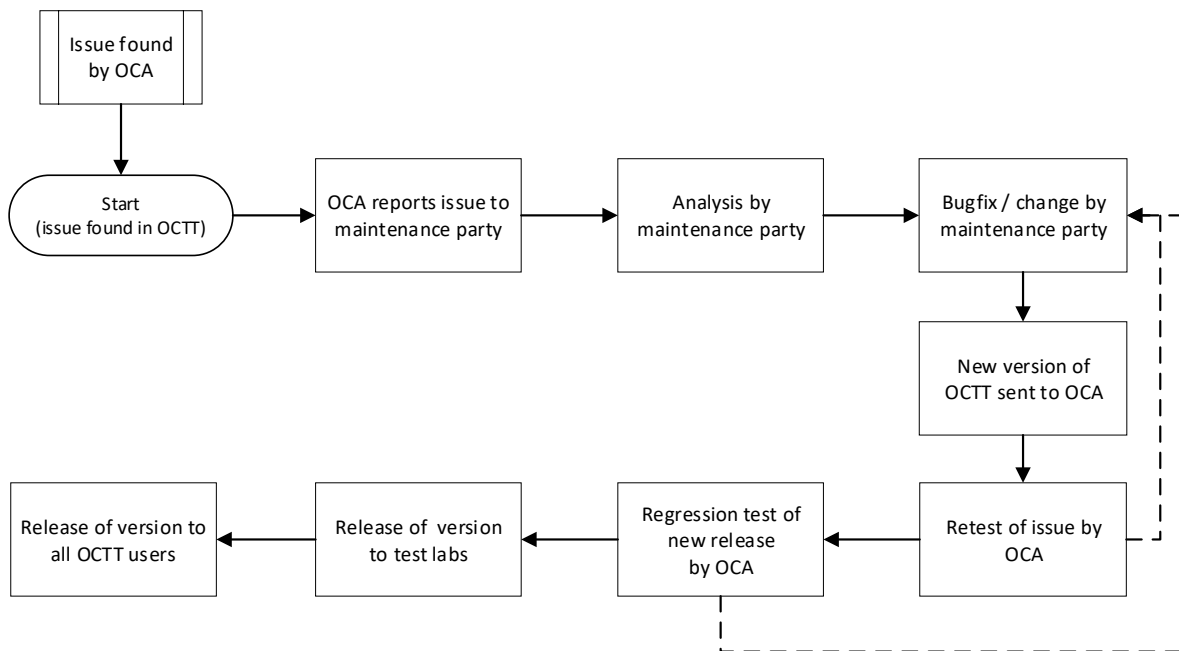 Issue found
by OCA
Start
(issue found in OCTT)
OCA reports issue to
maintenance party
Analysis by
maintenance party
Bugfix / change by
maintenance party
New version of
OCTT sent to OCA
Retest of issue by
OCA
Regression test of
new release
by OCA
Release of version
to test labs
Release of version to
all OCTT users